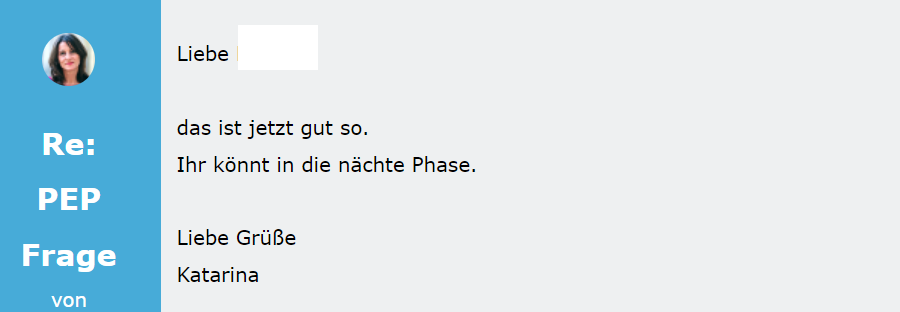 Re:
PEP
Frage
von
Liebe
das ist jetzt gut so.
Ihr könnt in die nächte Phase.
Liebe Grüße
Katarina